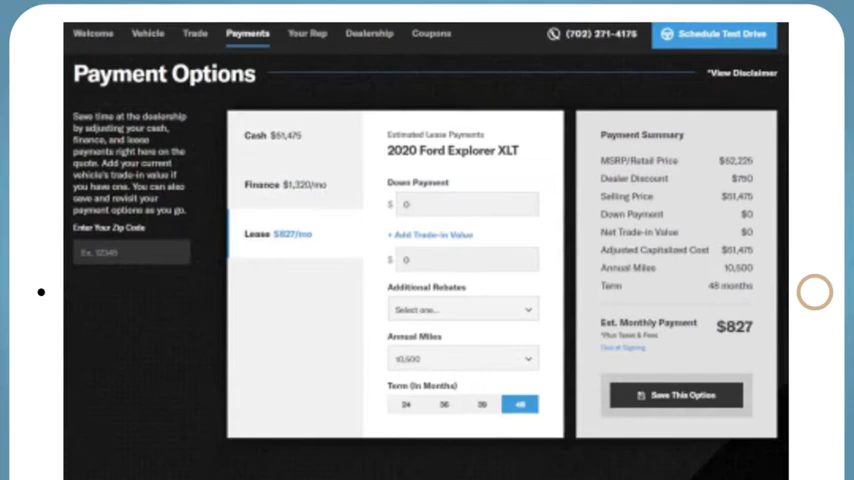 Welcome Vehicle Trade Payments Your Rep Dealership Coupons (702) 271-4175 Schedule Test Drive
Payment Options
*View Disclaimer
Save time at the dealership
by adjusting your cash,
finance, and lease
payments right here on the
quote. Add your current
vehicle's trade-in value if
you have one. You can also
save and revisit your
payment options as you go.
Enter Your Zip Code
Ex. 12345
Cash $51,475
Finance $1,320/mo
Lease $827/mo
Estimated Lease Payments
2020 Ford Explorer XLT
Down Payment
$ 0
+ Add Trade-in Value
$ 0
Additional Rebates
Select one...
Annual Miles
10,500
Term (In Months)
24 36 39 48
Payment Summary
MSRP/Retail Price $52,225
Dealer Discount $750
Selling Price $51,475
Down Payment $0
Net Trade-in Value $0
Adjusted Capitalized Cost $51,475
Annual Miles 10,500
Term 48 months
Est. Monthly Payment $827
*Plus Taxes & Fees
Due at Signing
Save This Option